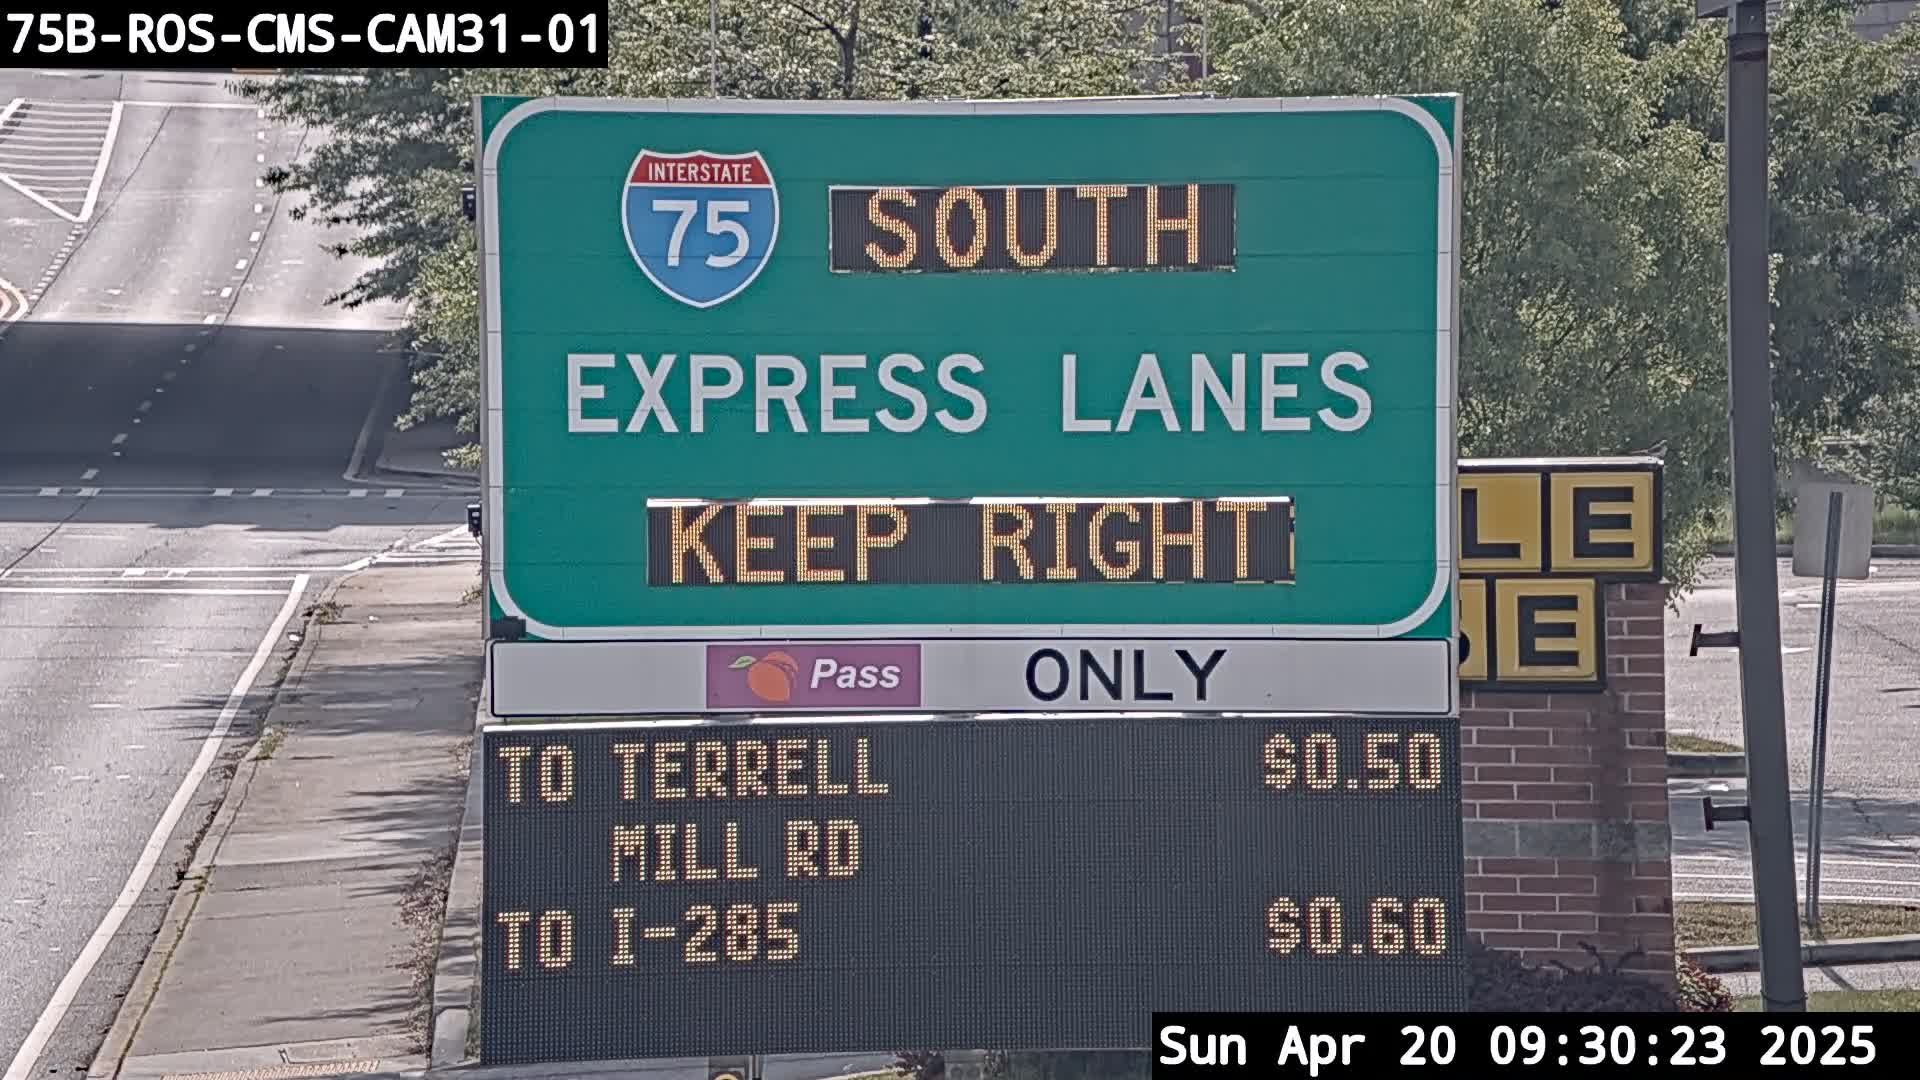 75B-ROS-CMS-CAM31-01
INTERSTATE
75 SOUTH
EXPRESS LANES
KEEP RIGHT
Pass ONLY
TO TERRELL $0.50
MILL RD
TO I-285 $0.60
LE
E
Sun Apr 20 09:30:23 2025